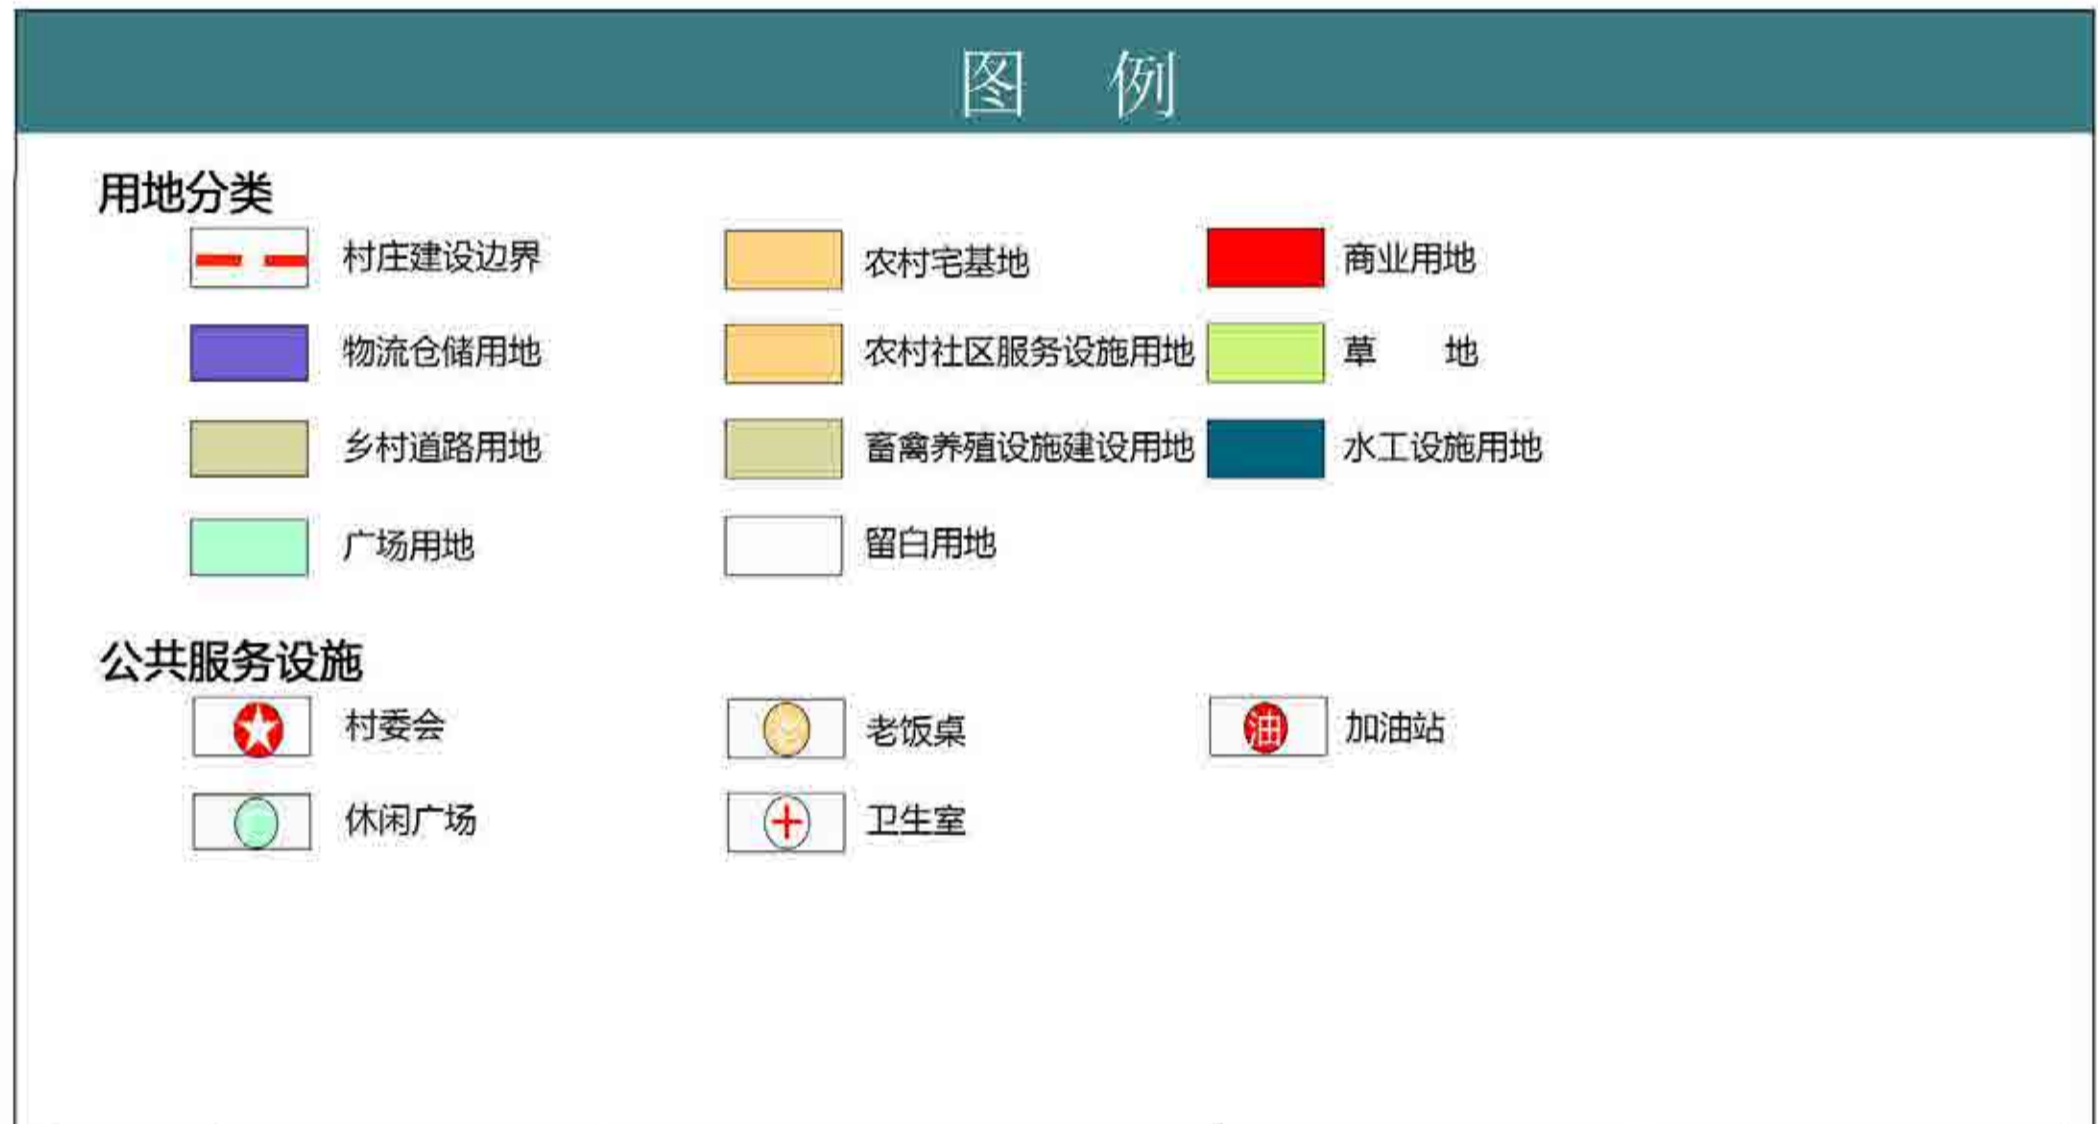 图 例
用地分类
村庄建设边界 农村宅基地 商业用地
物流仓储用地 农村社区服务设施用地 草 地
乡村道路用地 畜禽养殖设施建设用地 水工设施用地
广场用地 留白用地
公共服务设施
村委会 老饭桌 油 加油站
休闲广场 卫生室